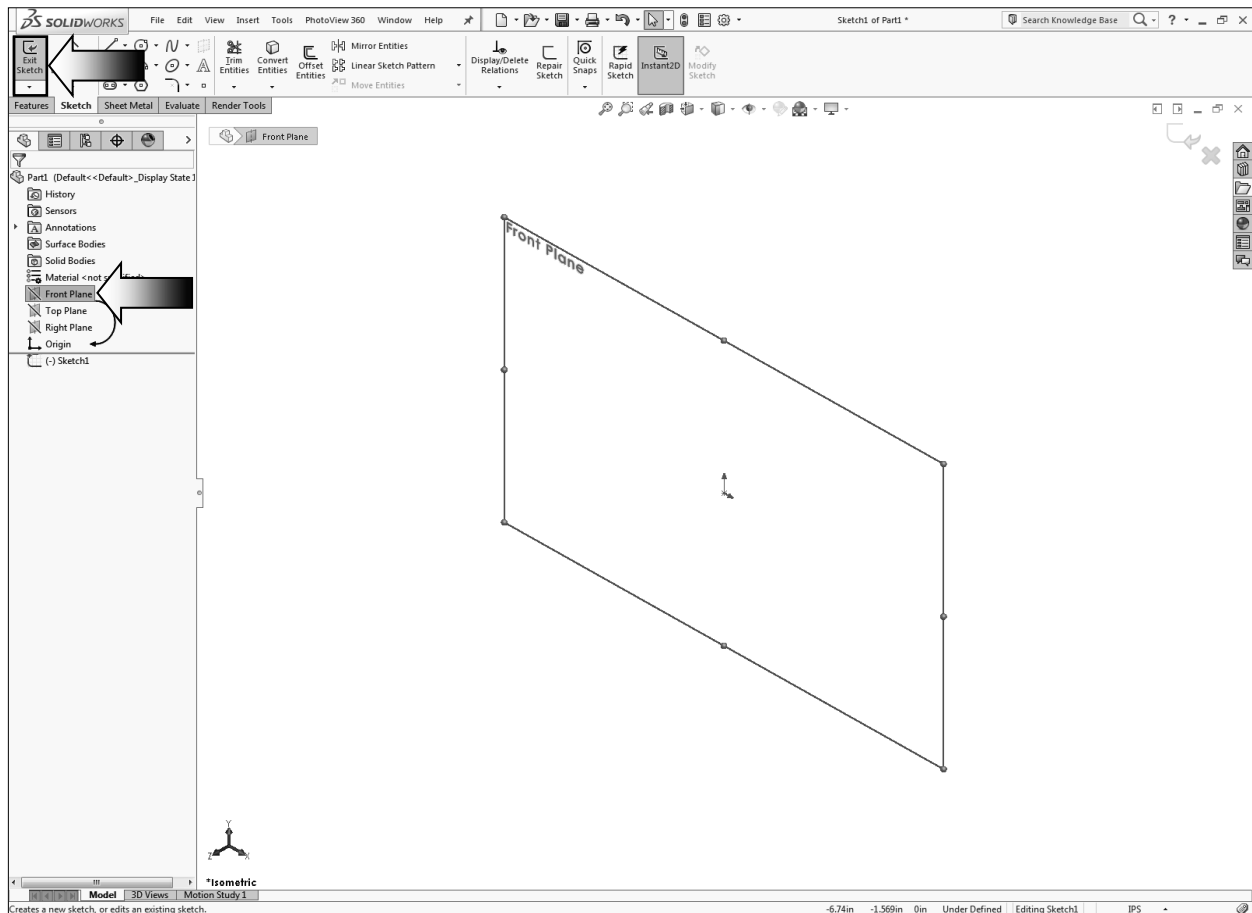 SOLIDWORKS File Edit View Insert Tools PhotoView 360 Window Help Sketch1 of Part1 * Search Knowledge Base ?
Exit Sketch Trim Entities Convert Entities Offset Entities Mirror Entities Linear Sketch Pattern Move Entities Display/Delete Relations Repair Sketch Quick Snaps Rapid Sketch Instant2D Modify Sketch
Features Sketch Sheet Metal Evaluate Render Tools
Front Plane
Part1 (Default<<Default>_Display State 1
History
Sensors
Annotations
Surface Bodies
Solid Bodies
Material <not
Front Plane
Top Plane
Right Plane
Origin
(-) Sketch1
Front Plane
Y
Z X
*Isometric
Model 3D Views Motion Study 1
Creates a new sketch, or edits an existing sketch. -6.74in -1.569in 0in Under Defined Editing Sketch1 IPS